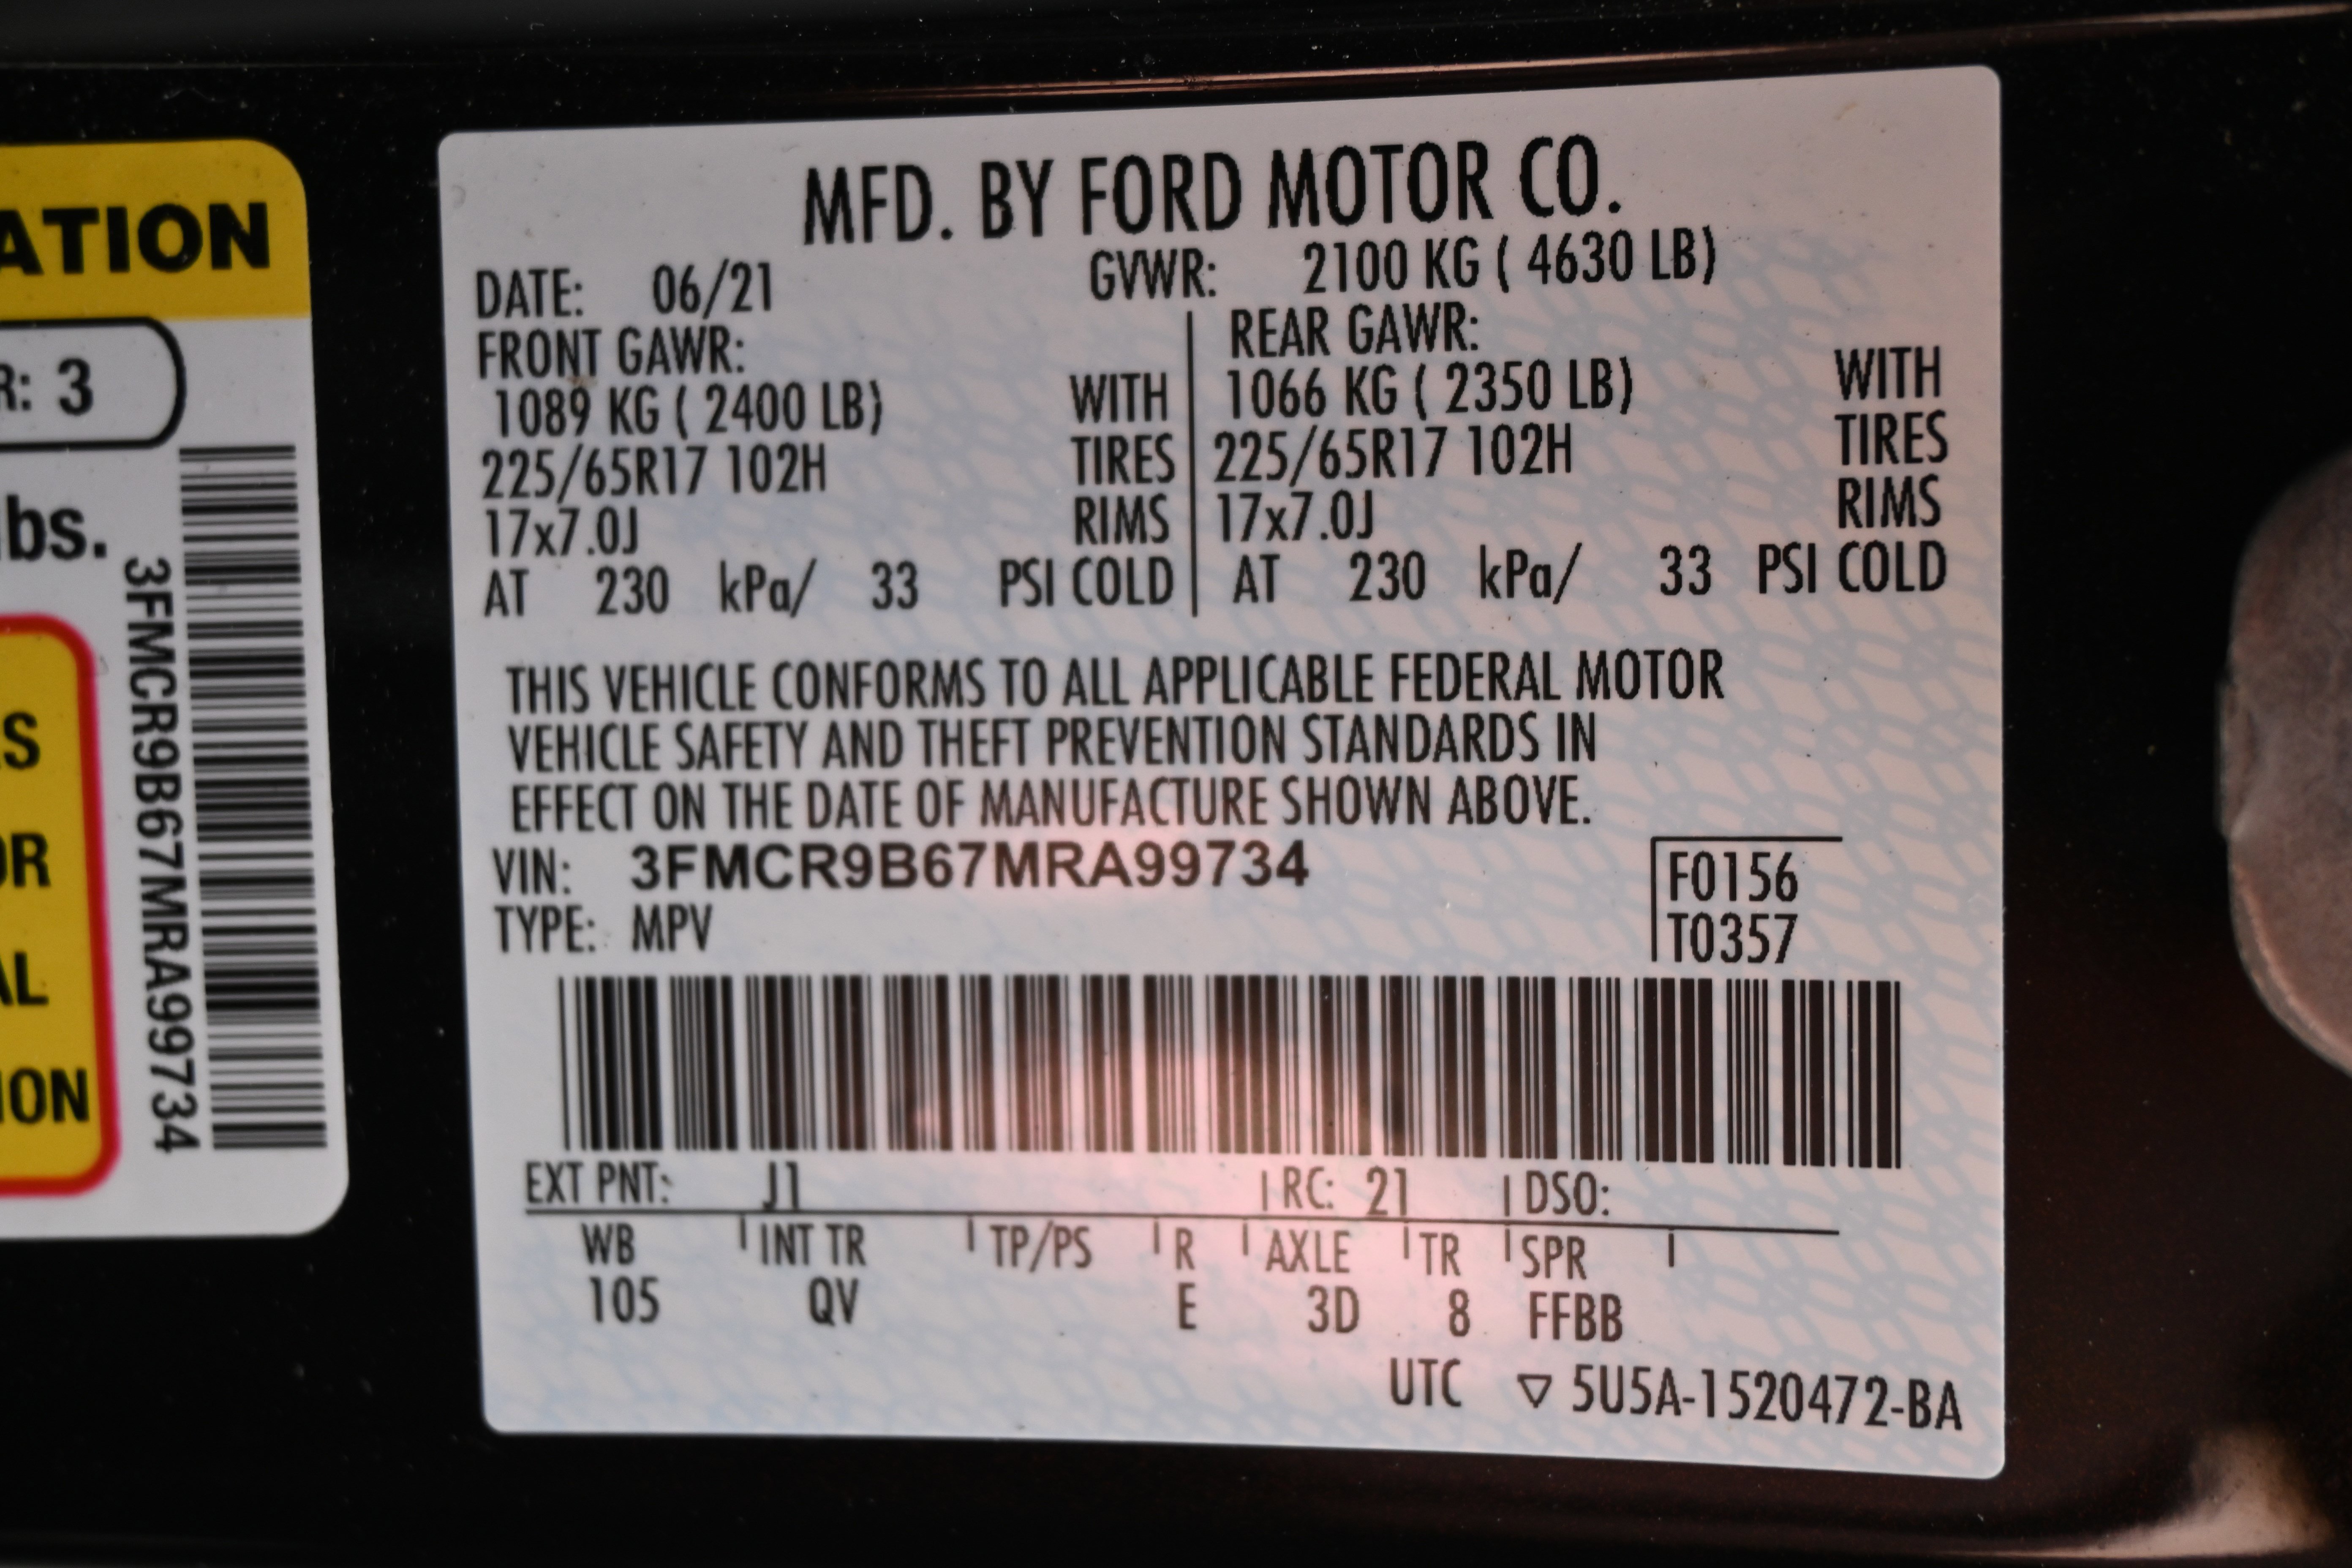 ATION
R: 3
bs.
3FMCR9B67MRA99734
S
OR
AL
ION
MFD. BY FORD MOTOR CO.
DATE: 06/21 GVWR: 2100 KG ( 4630 LB)
FRONT GAWR: REAR GAWR:
1089 KG ( 2400 LB) WITH 1066 KG ( 2350 LB) WITH
225/65R17 102H TIRES 225/65R17 102H TIRES
17x7.0J RIMS 17x7.0J RIMS
AT 230 kPa/ 33 PSI COLD AT 230 kPa/ 33 PSI COLD
THIS VEHICLE CONFORMS TO ALL APPLICABLE FEDERAL MOTOR
VEHICLE SAFETY AND THEFT PREVENTION STANDARDS IN
EFFECT ON THE DATE OF MANUFACTURE SHOWN ABOVE.
VIN: 3FMCR9B67MRA99734 F0156
TYPE: MPV T0357
EXT PNT: J1 RC: 21 DSO:
WB INT TR TP/PS R AXLE TR SPR
105 QV E 3D 8 FFBB
UTC ▽ 5U5A-1520472-BA